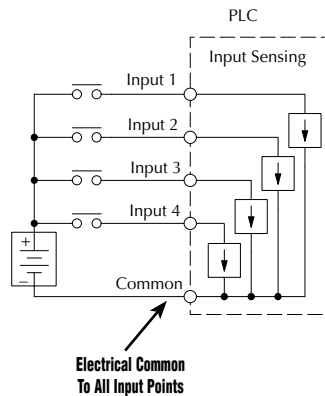 PLC
Input Sensing
Input 1
Input 2
Input 3
Input 4
+
–
Common
Electrical Common
To All Input Points